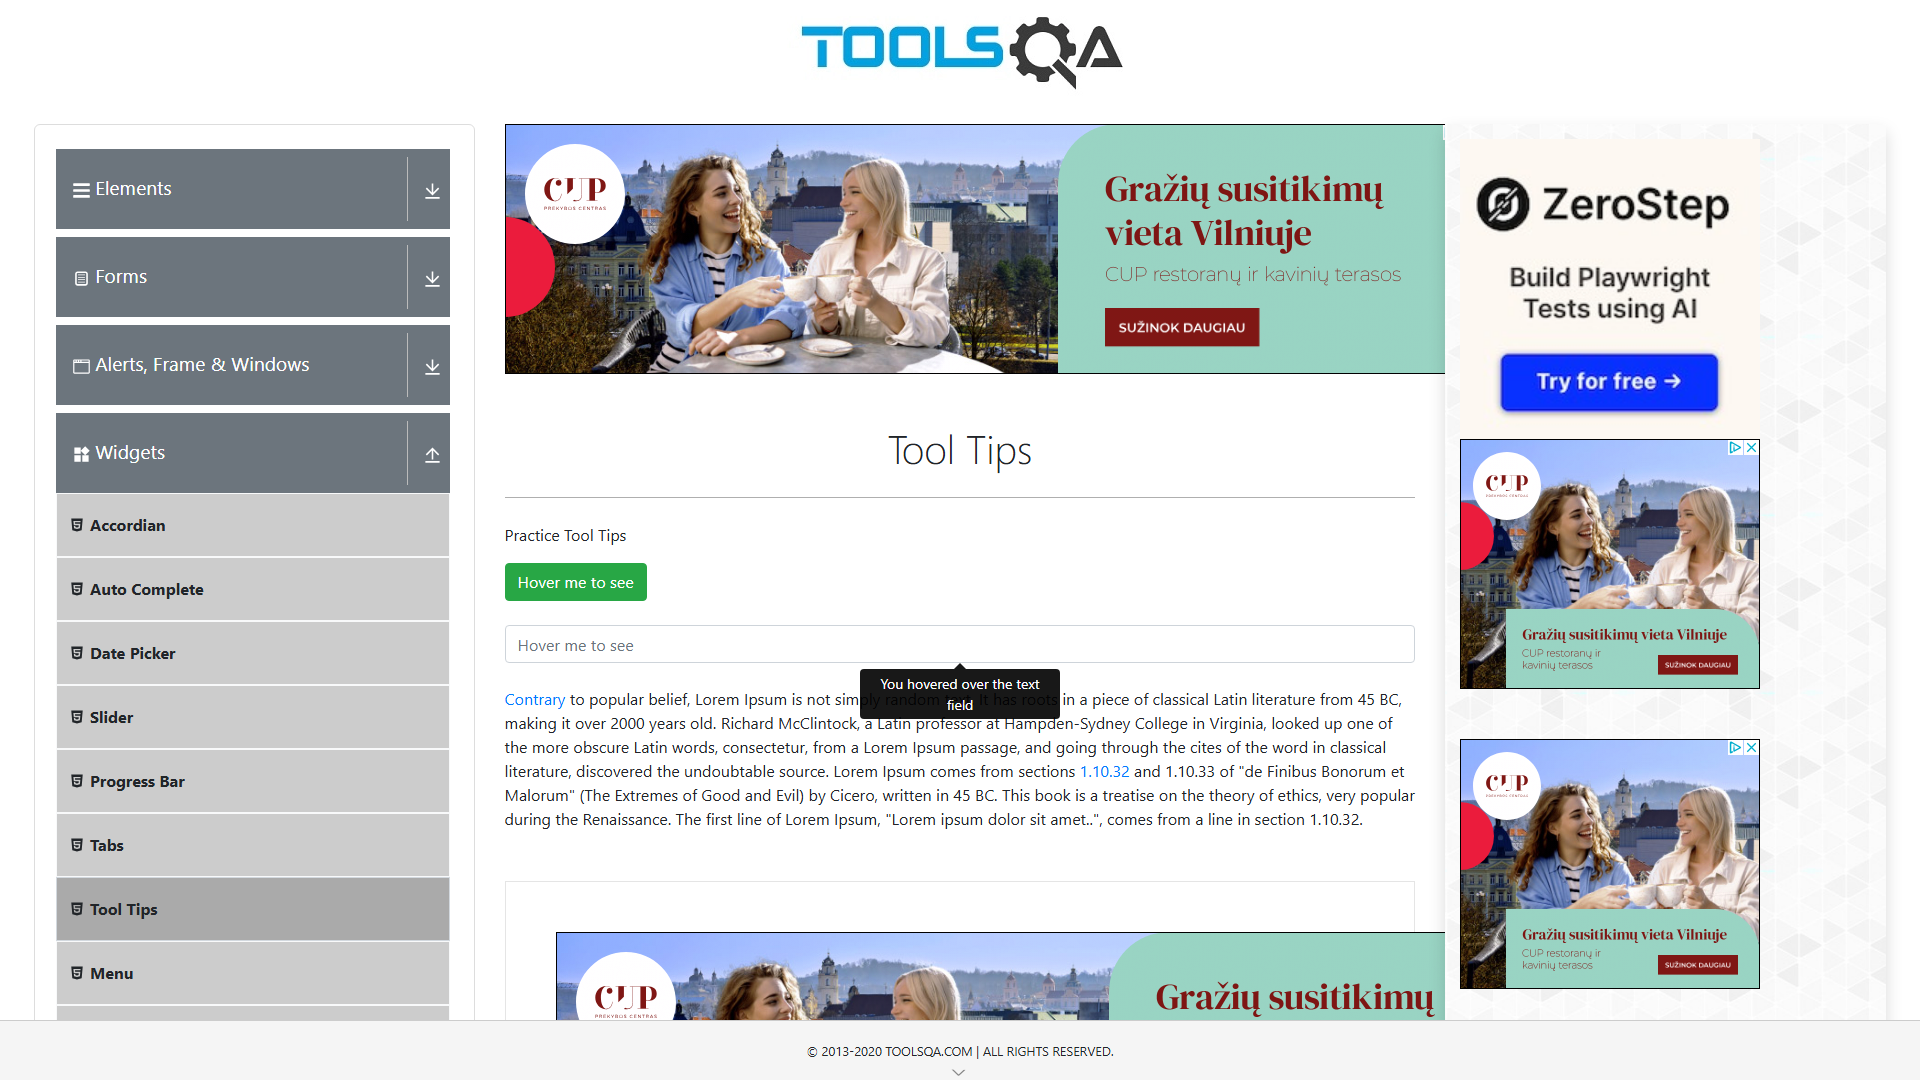 TOOLSQA
Elements
Forms
Alerts, Frame & Windows
Widgets
Accordian
Auto Complete
Date Picker
Slider
Progress Bar
Tabs
Tool Tips
Menu
CUP
PREKYBOS CENTRAS
Gražių susitikimų
vieta Vilniuje
CUP restoranų ir kavinių terasos
SUŽINOK DAUGIAU
Tool Tips
Practice Tool Tips
Hover me to see
Hover me to see
You hovered over the text
field
Contrary to popular belief, Lorem Ipsum is not simply random text. It has roots in a piece of classical Latin literature from 45 BC,
making it over 2000 years old. Richard McClintock, a Latin professor at Hampden-Sydney College in Virginia, looked up one of
the more obscure Latin words, consectetur, from a Lorem Ipsum passage, and going through the cites of the word in classical
literature, discovered the undoubtable source. Lorem Ipsum comes from sections 1.10.32 and 1.10.33 of "de Finibus Bonorum et
Malorum" (The Extremes of Good and Evil) by Cicero, written in 45 BC. This book is a treatise on the theory of ethics, very popular
during the Renaissance. The first line of Lorem Ipsum, "Lorem ipsum dolor sit amet..", comes from a line in section 1.10.32.
CUP
PREKYBOS CENTRAS
Gražių susitikimų
ZeroStep
Build Playwright
Tests using AI
Try for free →
CUP
PREKYBOS CENTRAS
Gražių susitikimų vieta Vilniuje
CUP restoranų ir
kavinių terasos
SUŽINOK DAUGIAU
CUP
PREKYBOS CENTRAS
Gražių susitikimų vieta Vilniuje
CUP restoranų ir
kavinių terasos
SUŽINOK DAUGIAU
© 2013-2020 TOOLSQA.COM | ALL RIGHTS RESERVED.